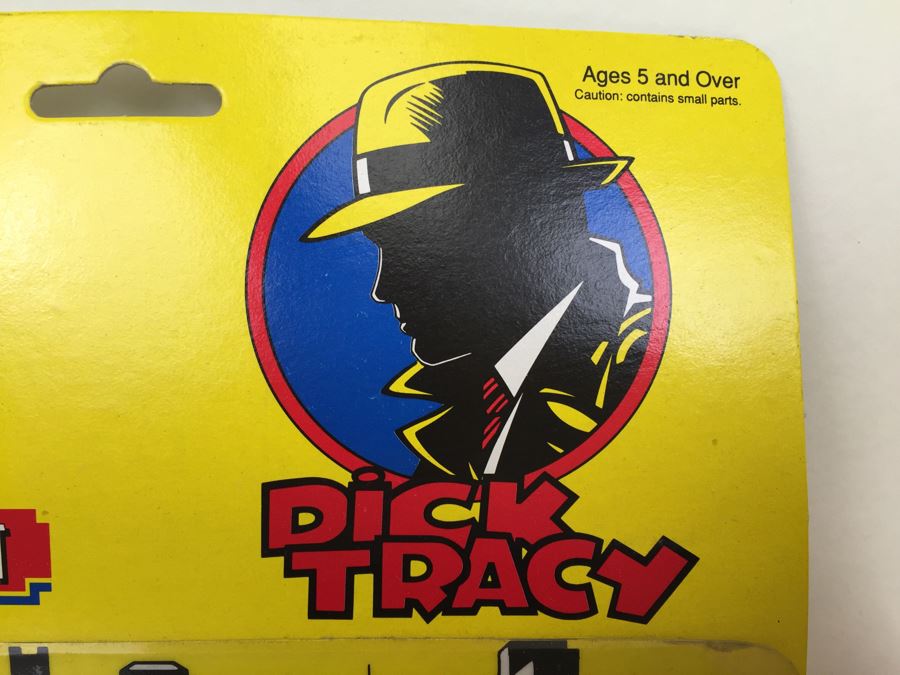 Ages 5 and Over
Caution: contains small parts.
DiCK
TRACY